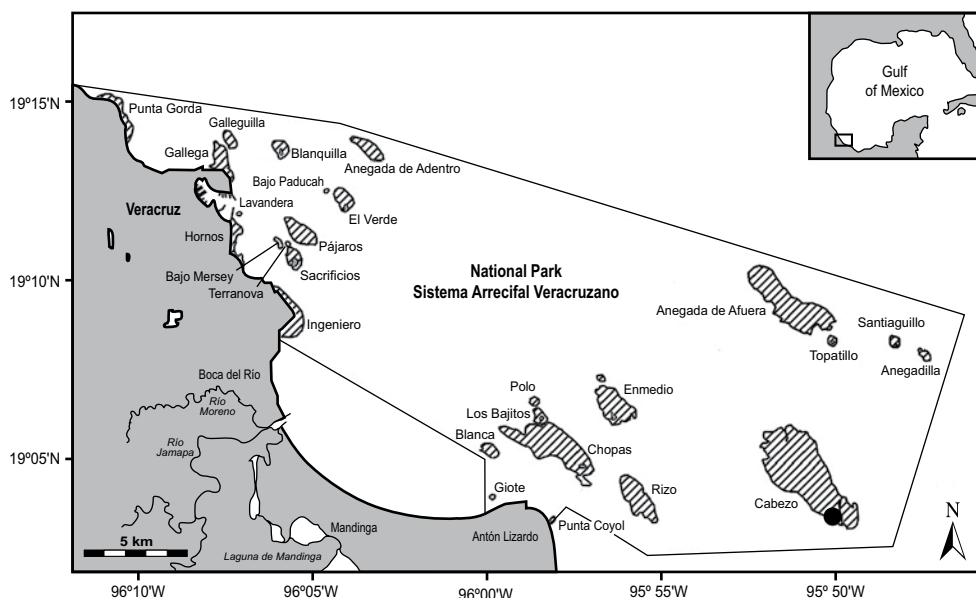 Gulf
of Mexico
19°15'N
19°10'N
19°05'N
Punta Gorda
Galleguilla
Gallega
Blanquilla
Anegada de Adentro
Bajo Paducah
Lavandera
El Verde
Veracruz
Hornos
Pájaros
Bajo Mersey
Sacrificios
Terranova
Ingeniero
National Park
Sistema Arrecifal Veracruzano
Anegada de Afuera
Santiaguillo
Topatillo
Anegadilla
Boca del Río
Río
Moreno
Río
Jamapa
Polo
Enmedio
Los Bajitos
Blanca
Chopas
Giote
Rizo
Cabezo
Punta Coyol
Antón Lizardo
Mandinga
Laguna de Mandinga
5 km
N
96°10'W
96°05'W
96°00'W
95°55'W
95°50'W